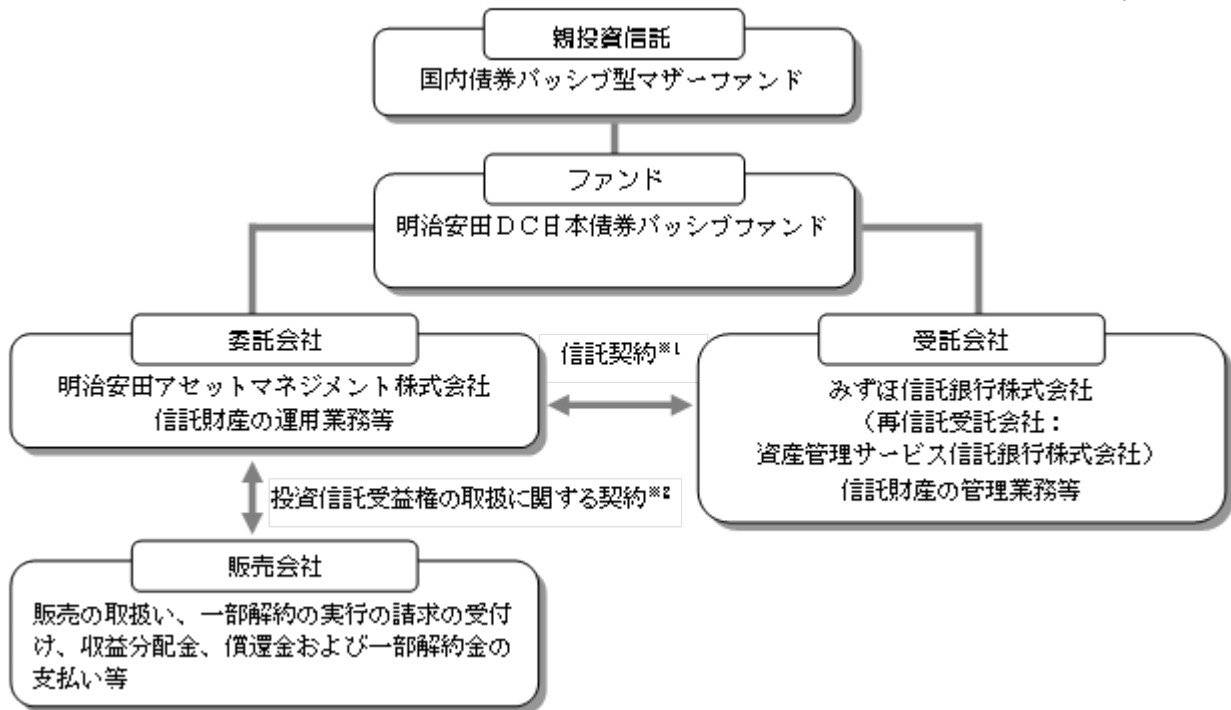 親投資信託
国内債券パッシブ型マザーファンド
ファンド
明治安田ＤＣ日本債券パッシブファンド
委託会社
明治安田アセットマネジメント株式会社
信託財産の運用業務等
信託契約※1
受託会社
みずほ信託銀行株式会社
（再信託受託会社：
資産管理サービス信託銀行株式会社）
信託財産の管理業務等
投資信託受益権の取扱に関する契約※2
販売会社
販売の取扱い、一部解約の実行の請求の受付
け、収益分配金、償還金および一部解約金の
支払い等